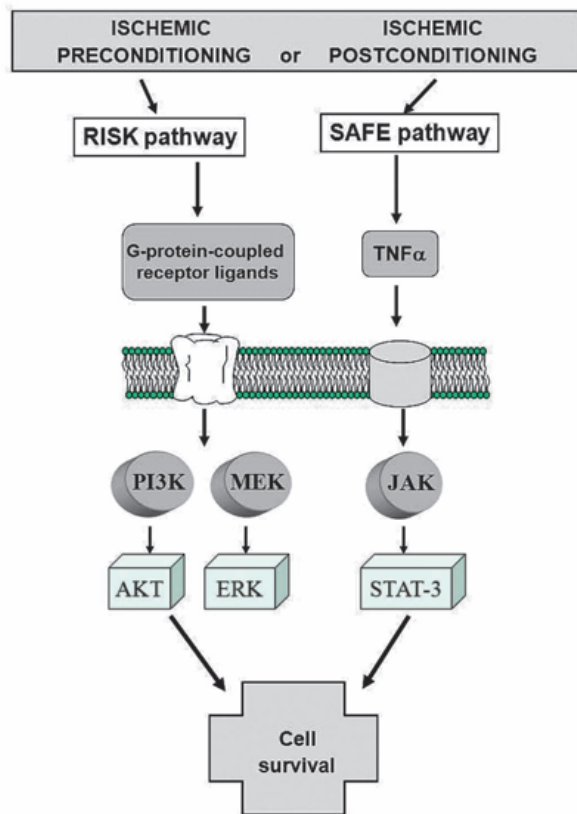 ISCHEMIC
PRECONDITIONING or
ISCHEMIC
POSTCONDITIONING
RISK pathway
SAFE pathway
G-protein-coupled
receptor ligands
TNFα
PI3K
MEK
JAK
AKT
ERK
STAT-3
Cell
survival